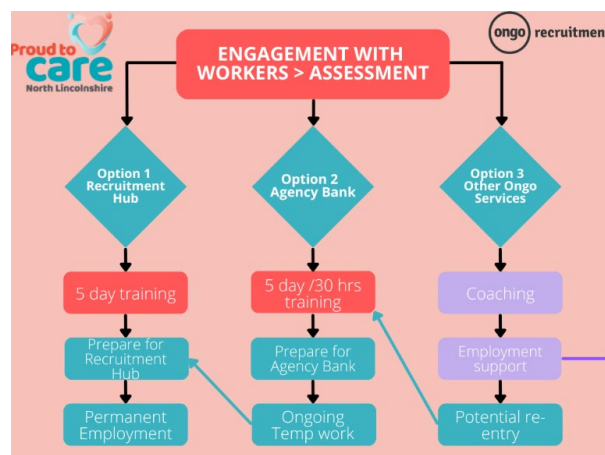 Proud to
care
North Lincolnshire
ongo recruitmen
ENGAGEMENT WITH
WORKERS > ASSESSMENT
Option 1
Recruitment
Hub
Option 2
Agency Bank
Option 3
Other Ongo
Services
5 day training
5 day /30 hrs
training
Coaching
Prepare for
Recruitment
Hub
Prepare for
Agency Bank
Employment
support
Permanent
Employment
Ongoing
Temp work
Potential re-
entry